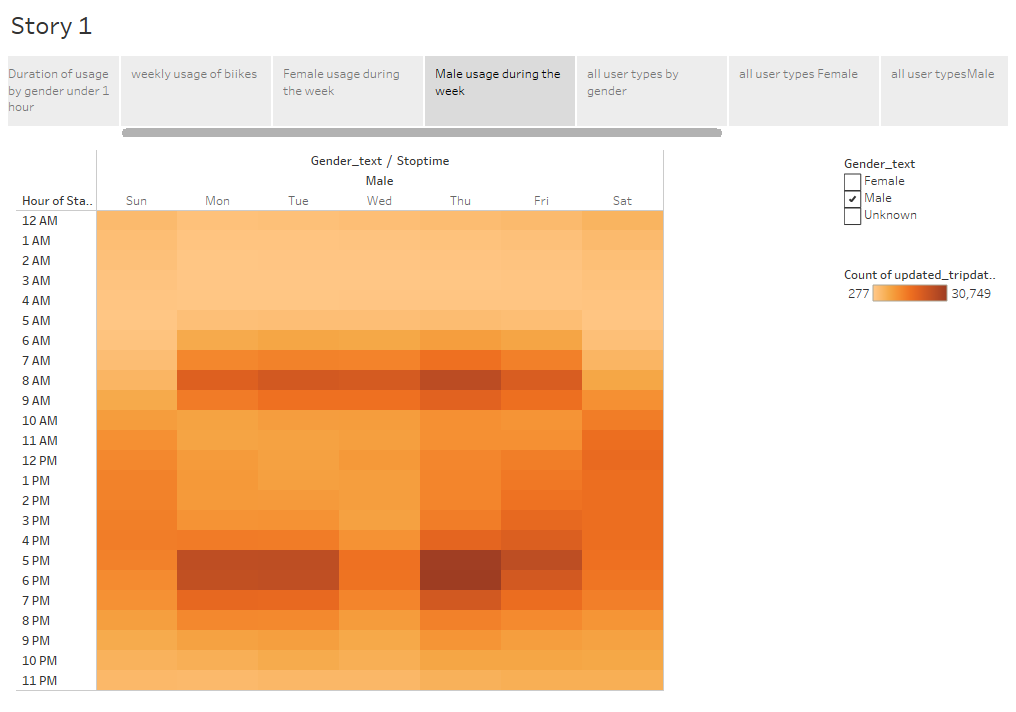 Story 1
Duration of usage
by gender under 1
hour
weekly usage of biikes
Female usage during
the week
Male usage during the
week
all user types by
gender
all user types Female
all user typesMale
Gender_text / Stoptime
Male
Hour of Sta..
Sun
Mon
Tue
Wed
Thu
Fri
Sat
12 AM
1 AM
2 AM
3 AM
4 AM
5 AM
6 AM
7 AM
8 AM
9 AM
10 AM
11 AM
12 PM
1 PM
2 PM
3 PM
4 PM
5 PM
6 PM
7 PM
8 PM
9 PM
10 PM
11 PM
Gender_text
Female
Male
Unknown
Count of updated_tripdat..
277
30,749